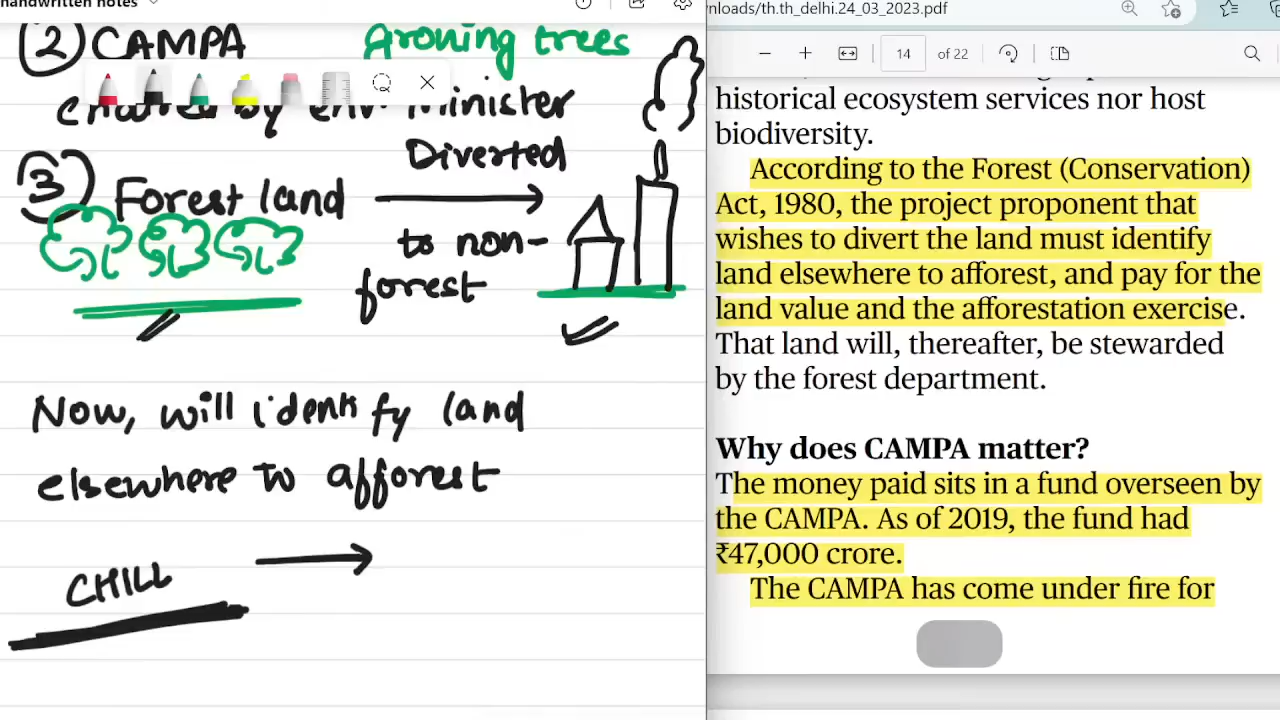 handwritten notes
② CAMPA Growing trees
by env. Minister
③ Forest land Diverted
to non-
forest
Now, will identify land
elsewhere to afforest
CHILL
nloads/th.th_delhi.24_03_2023.pdf
14 of 22
historical ecosystem services nor host
biodiversity.
According to the Forest (Conservation)
Act, 1980, the project proponent that
wishes to divert the land must identify
land elsewhere to afforest, and pay for the
land value and the afforestation exercise.
That land will, thereafter, be stewarded
by the forest department.
Why does CAMPA matter?
The money paid sits in a fund overseen by
the CAMPA. As of 2019, the fund had
₹47,000 crore.
The CAMPA has come under fire for